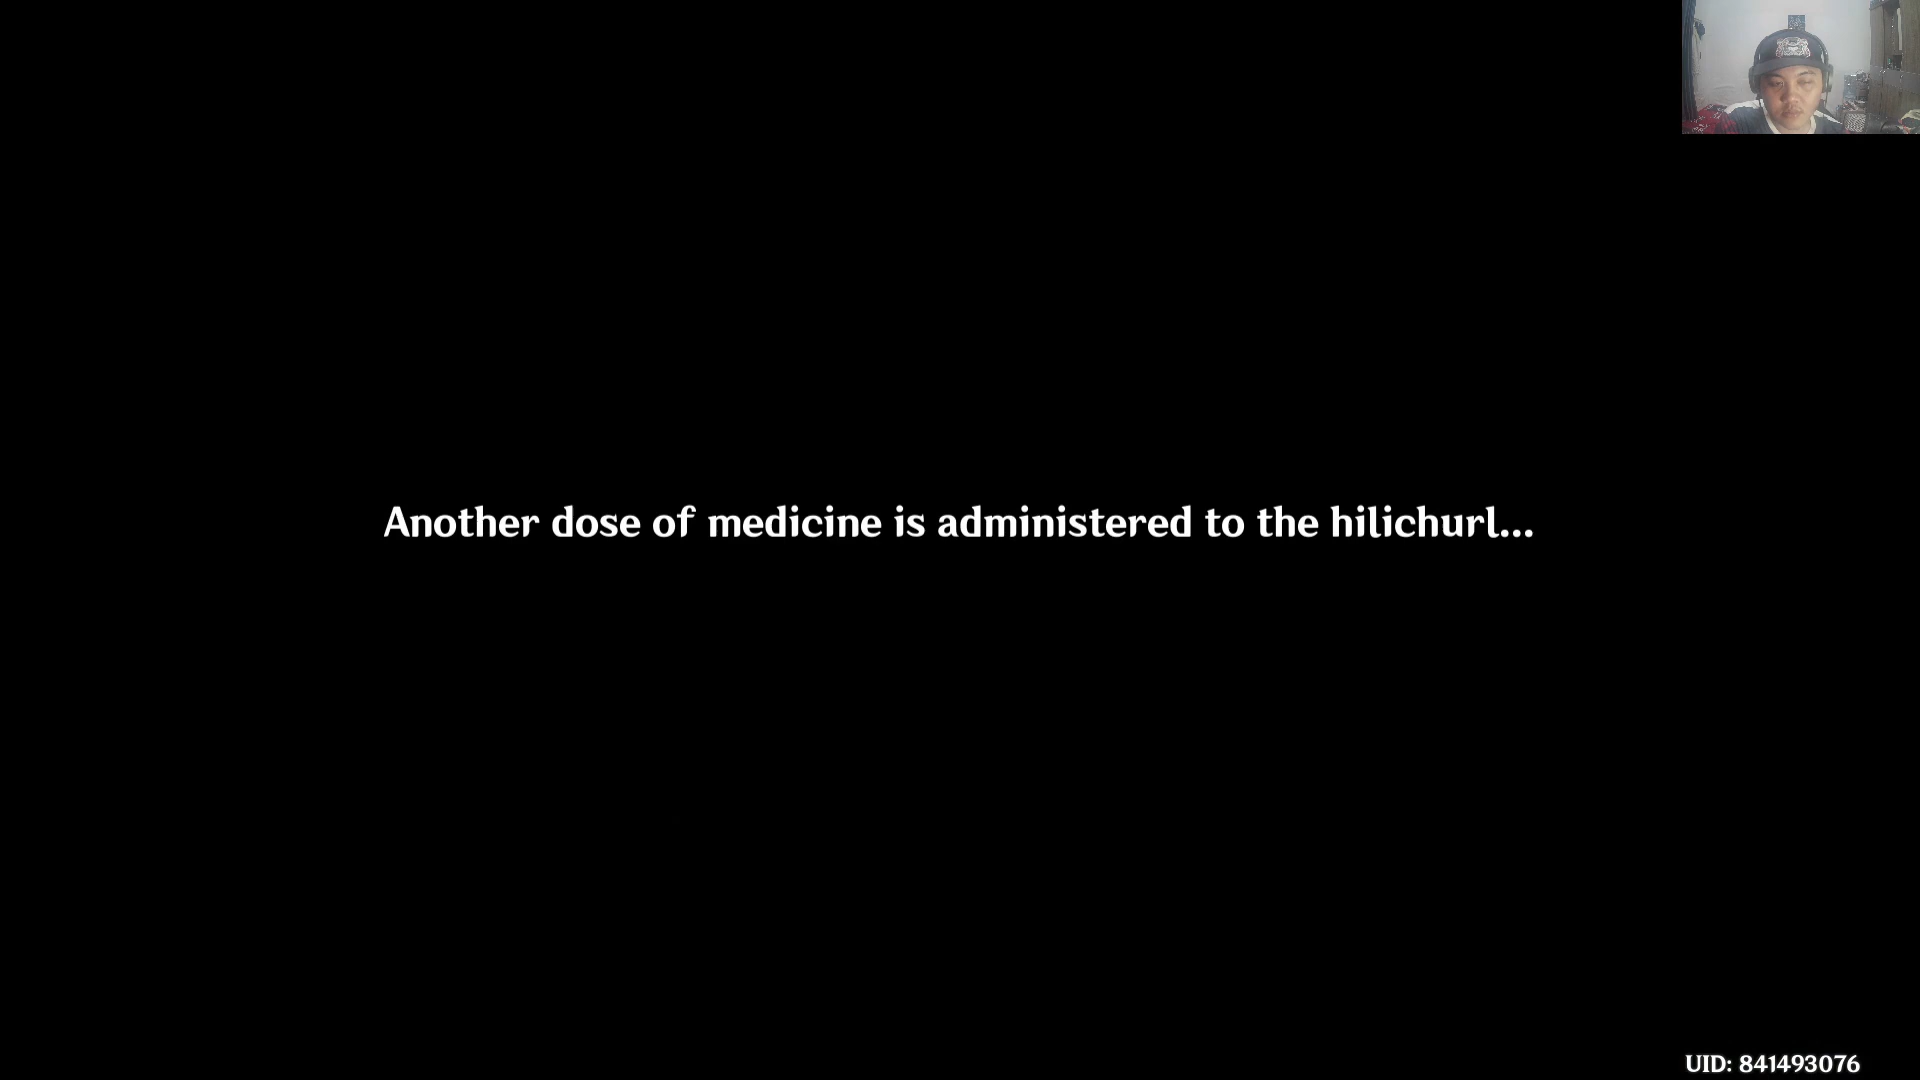 Another dose of medicine is administered to the hilichurl...
UID: 841493076